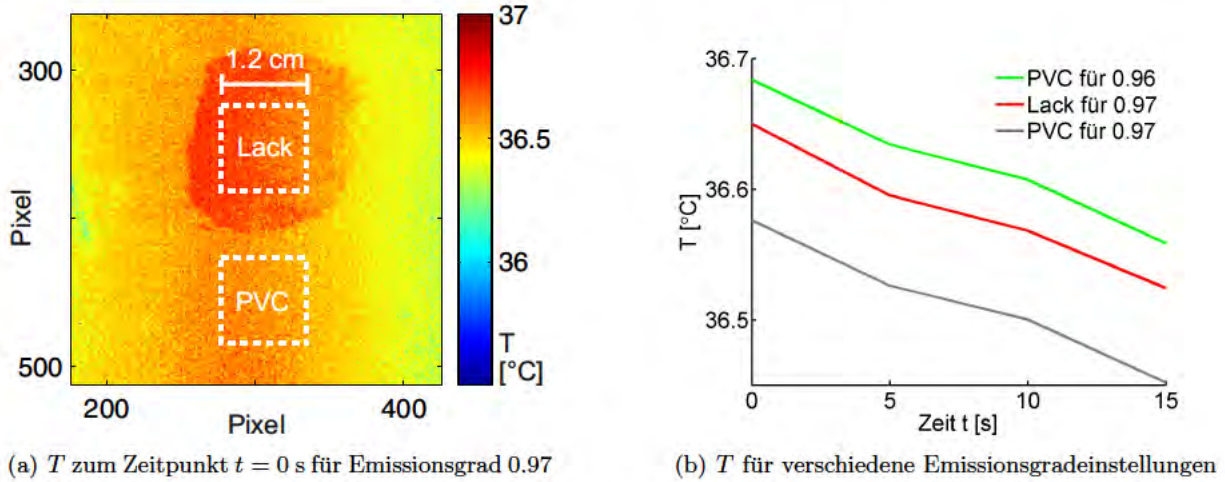 37
36.5
36
T
[°C]
300
500
Pixel
200
400
Pixel
1.2 cm
Lack
PVC
(a) T zum Zeitpunkt t = 0 s für Emissionsgrad 0.97
36.7
36.6
36.5
T [°C]
PVC für 0.96
Lack für 0.97
PVC für 0.97
0
5
10
15
Zeit t [s]
(b) T für verschiedene Emissionsgradeinstellungen